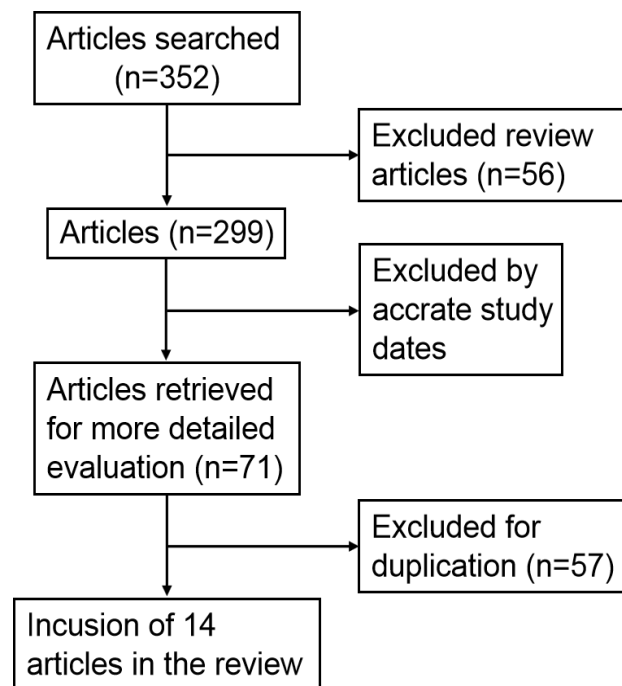 Articles searched
(n=352)
Excluded review
articles (n=56)
Articles (n=299)
Excluded by
accrate study
dates
Articles retrieved
for more detailed
evaluation (n=71)
Excluded for
duplication (n=57)
Incusion of 14
articles in the review